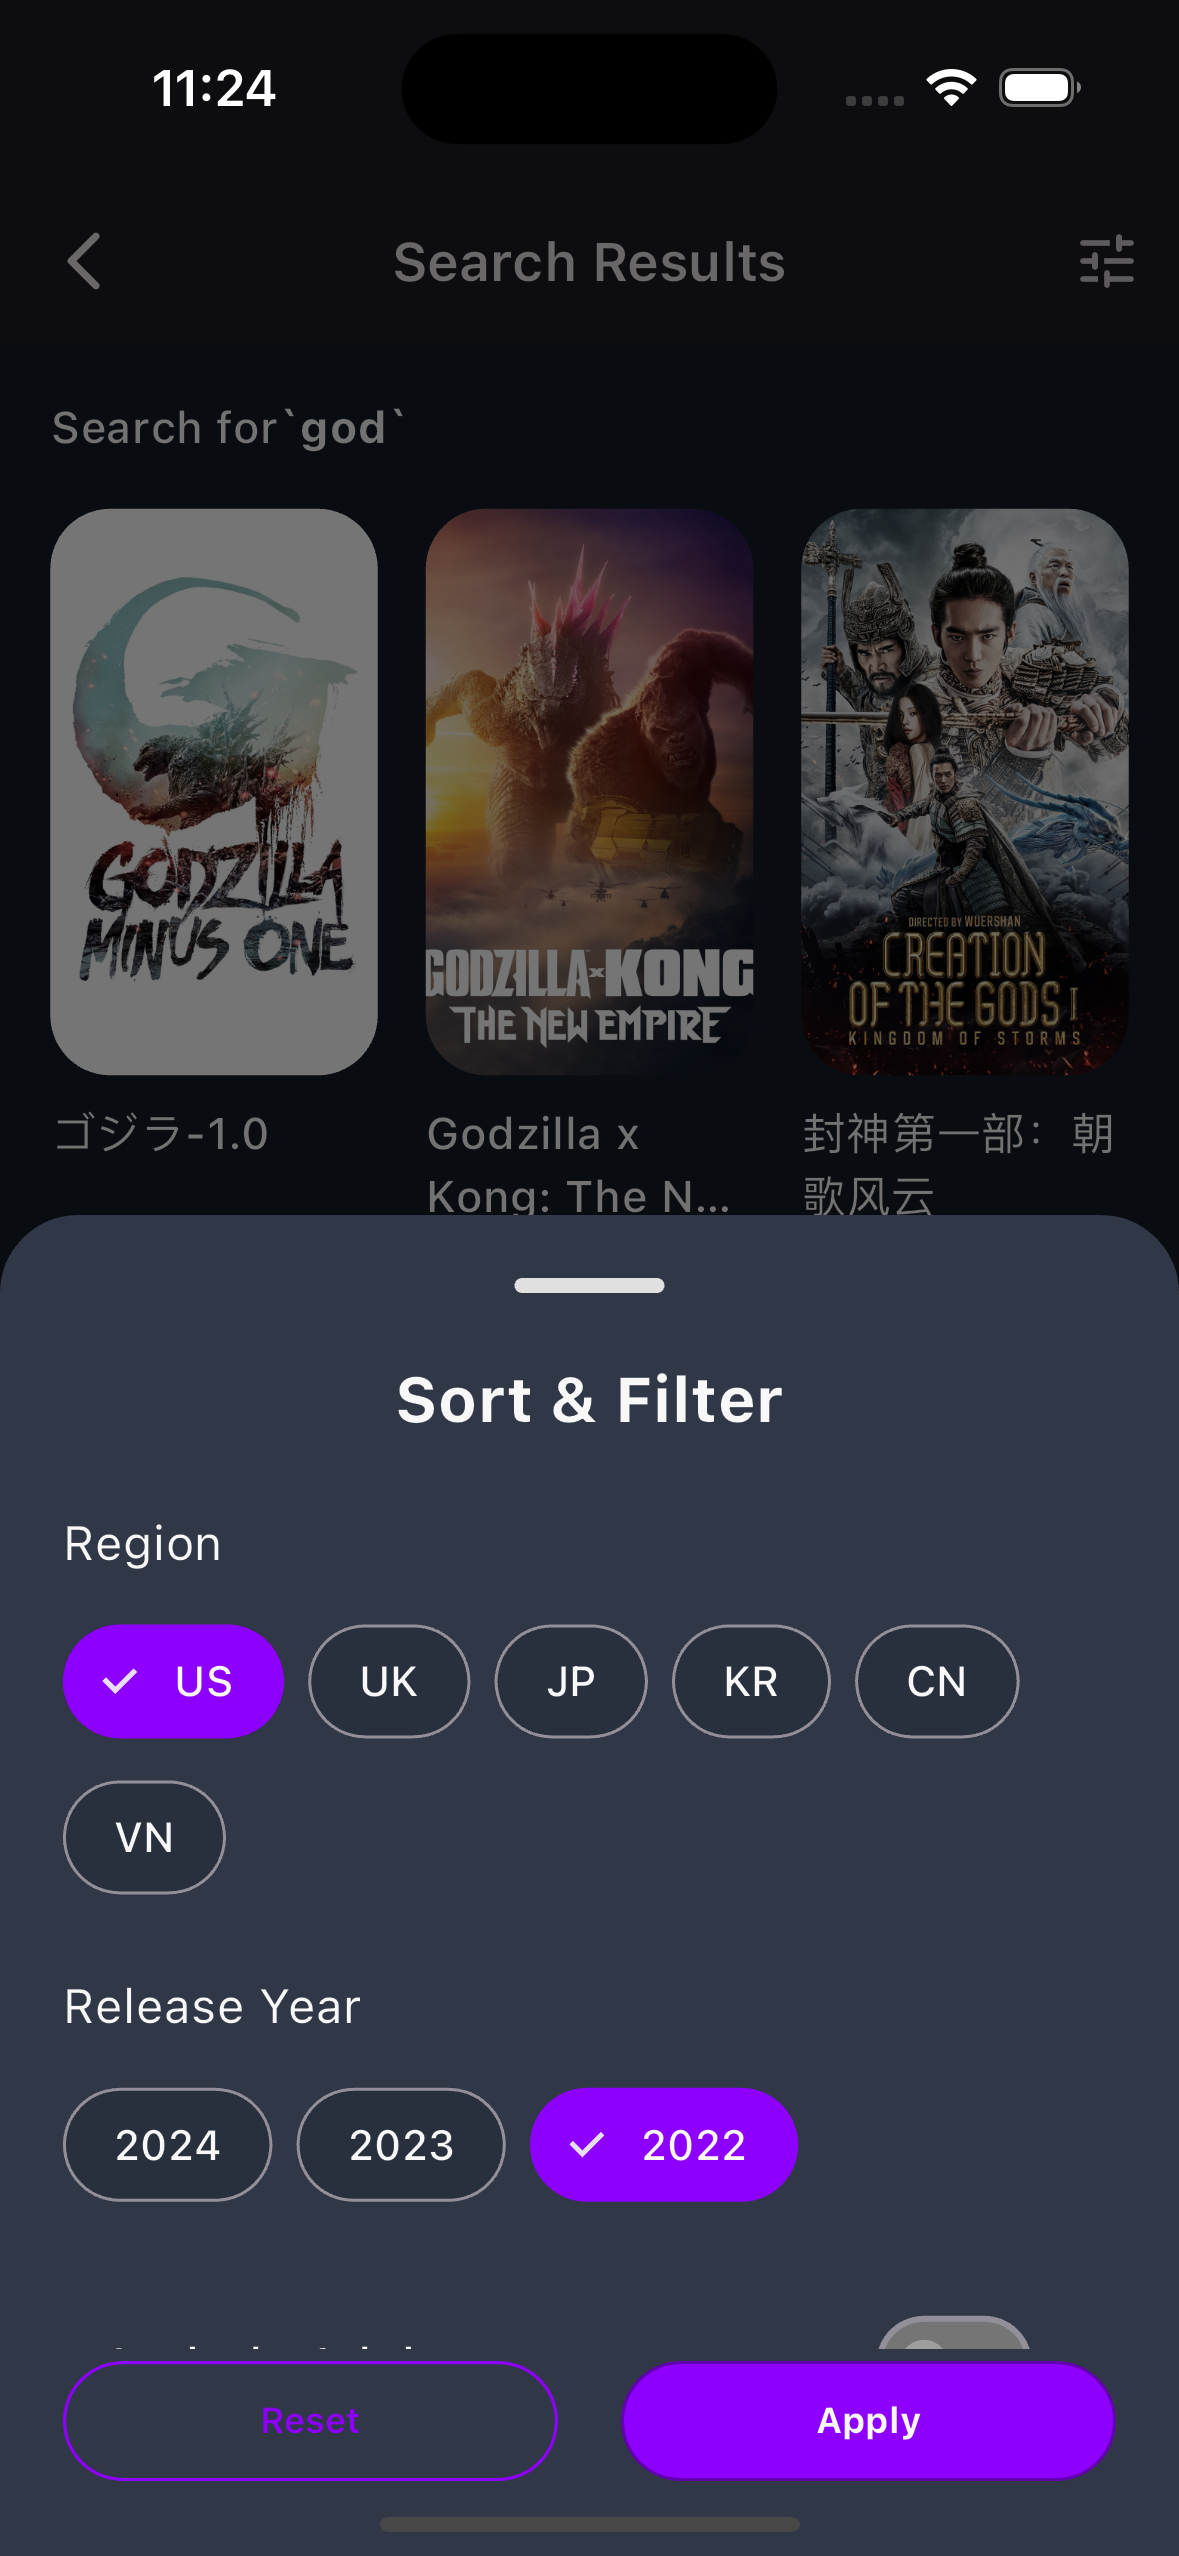 11:24
Search Results
Search for`god`
GODZILLA
MINUS ONE
GODZILLA x KONG
THE NEW EMPIRE
DIRECTED BY WUERSHAN
CREATION
OF THE GODS I
KINGDOM OF STORMS
ゴジラ-1.0
Godzilla x
Kong: The N...
封神第一部：朝
歌风云
Sort & Filter
Region
US
UK
JP
KR
CN
VN
Release Year
2024
2023
2022
Reset
Apply